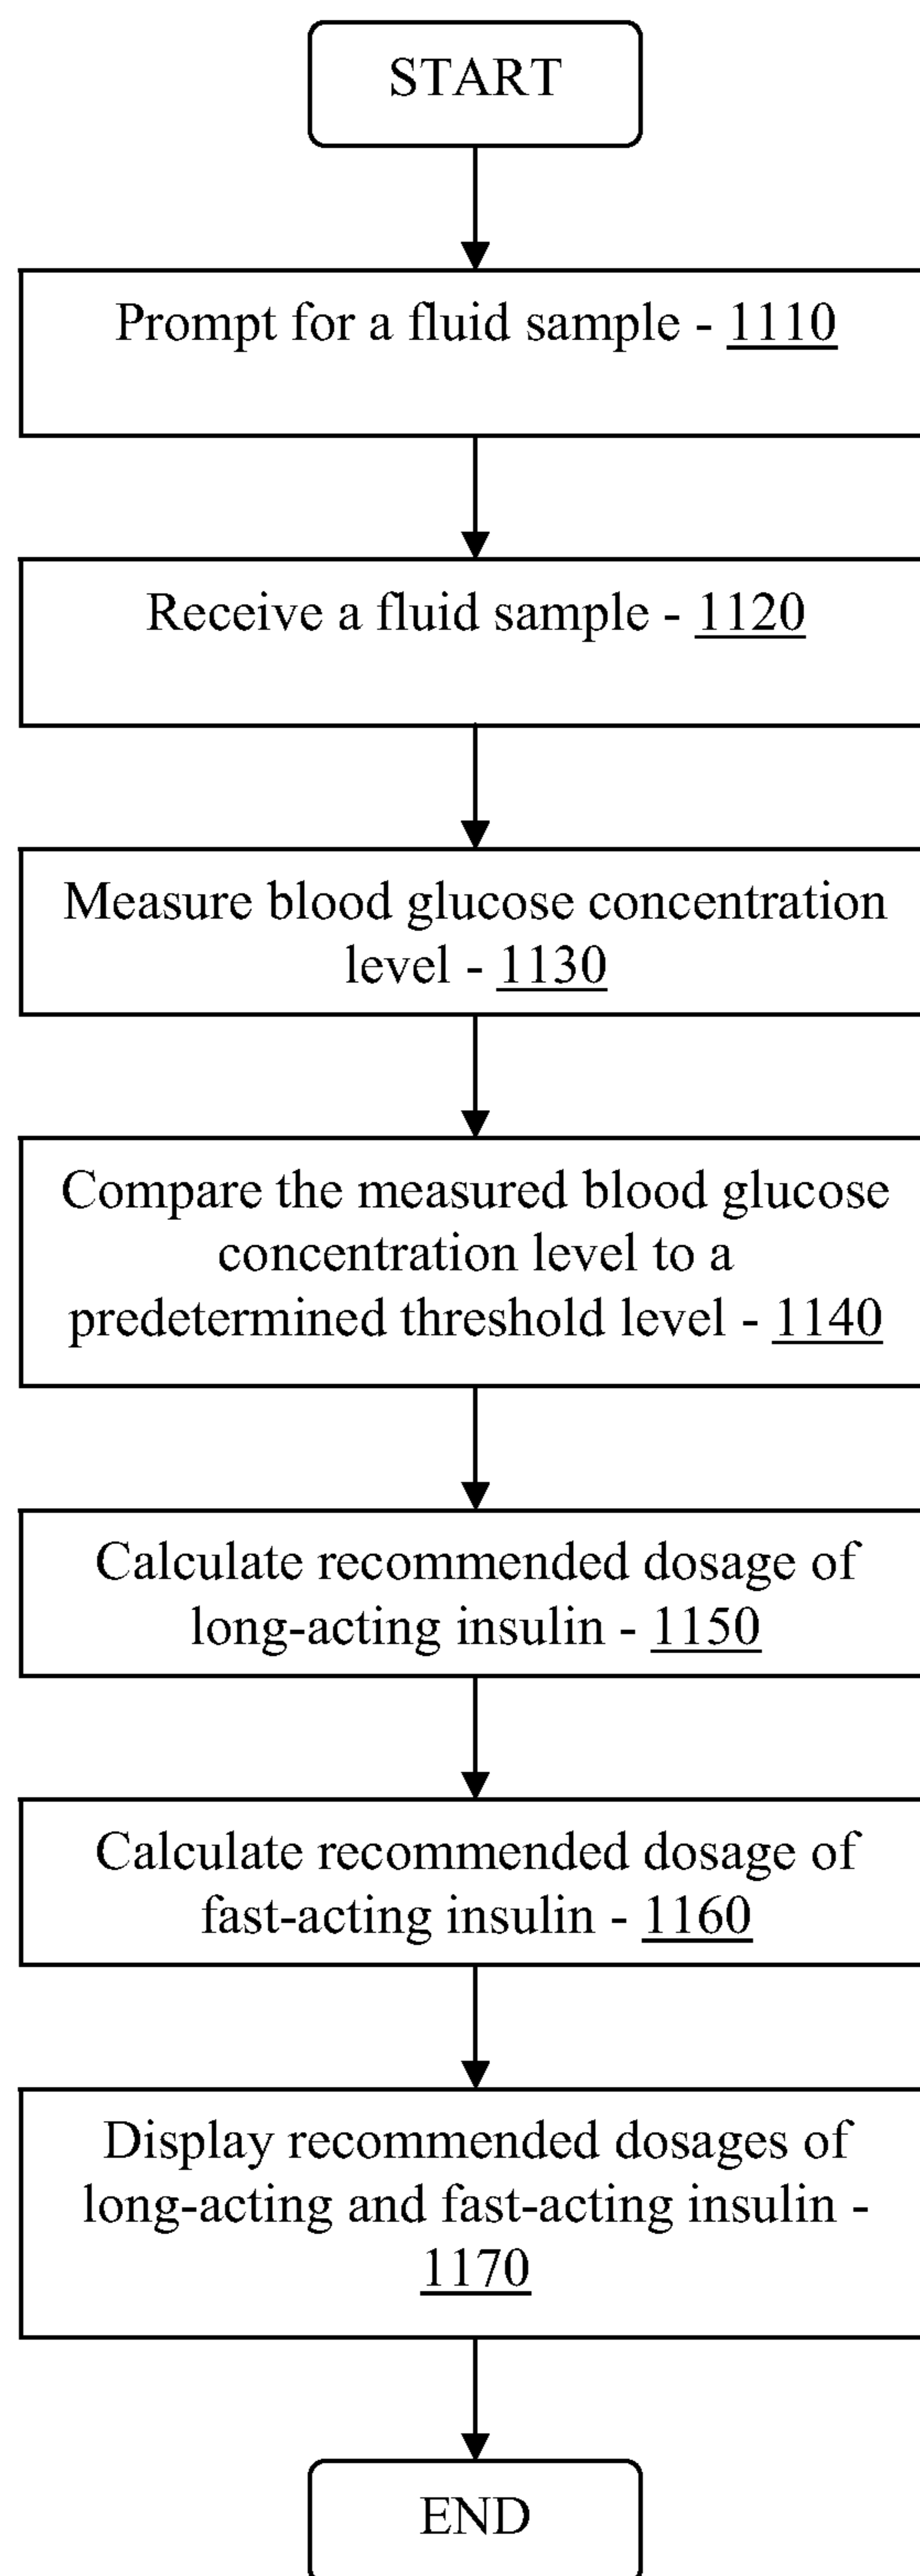 START
Prompt for a fluid sample - 1110
Receive a fluid sample - 1120
Measure blood glucose concentration
level - 1130
Compare the measured blood glucose
concentration level to a
predetermined threshold level - 1140
Calculate recommended dosage of
long-acting insulin - 1150
Calculate recommended dosage of
fast-acting insulin - 1160
Display recommended dosages of
long-acting and fast-acting insulin -
1170
END